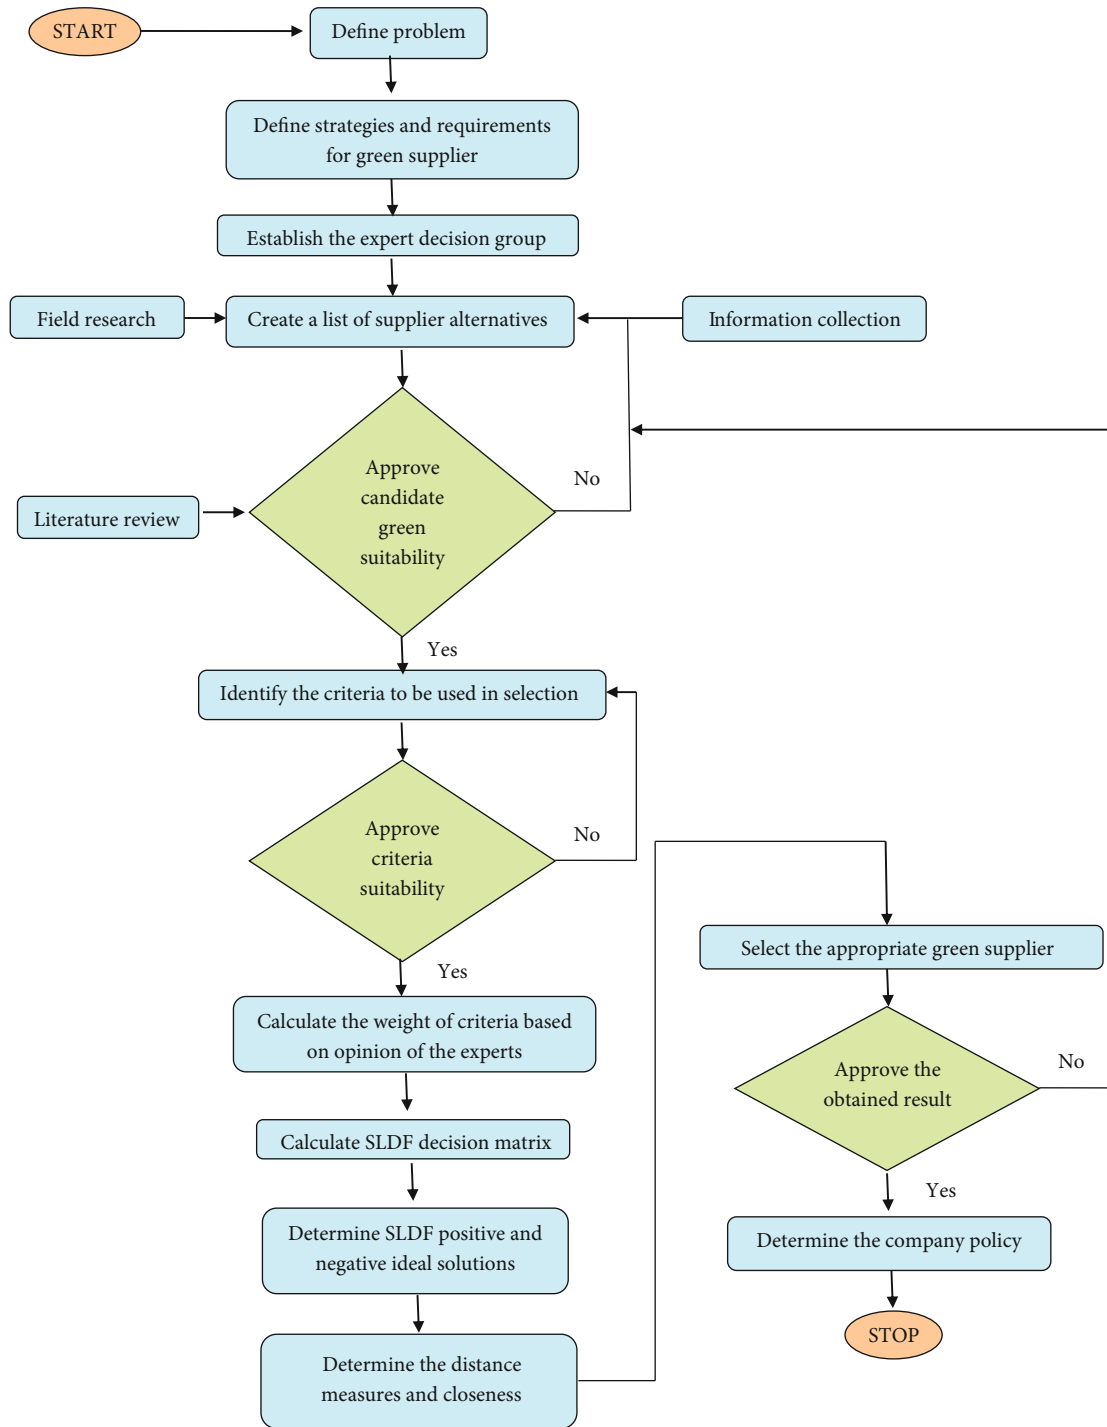 START
Define problem
Define strategies and requirements
for green supplier
Establish the expert decision group
Field research
Create a list of supplier alternatives
Information collection
Approve
candidate
green
suitability
No
Literature review
Yes
Identify the criteria to be used in selection
Approve
criteria
suitability
No
Yes
Calculate the weight of criteria based
on opinion of the experts
Calculate SLDF decision matrix
Determine SLDF positive and
negative ideal solutions
Determine the distance
measures and closeness
Select the appropriate green supplier
Approve the
obtained result
No
Yes
Determine the company policy
STOP